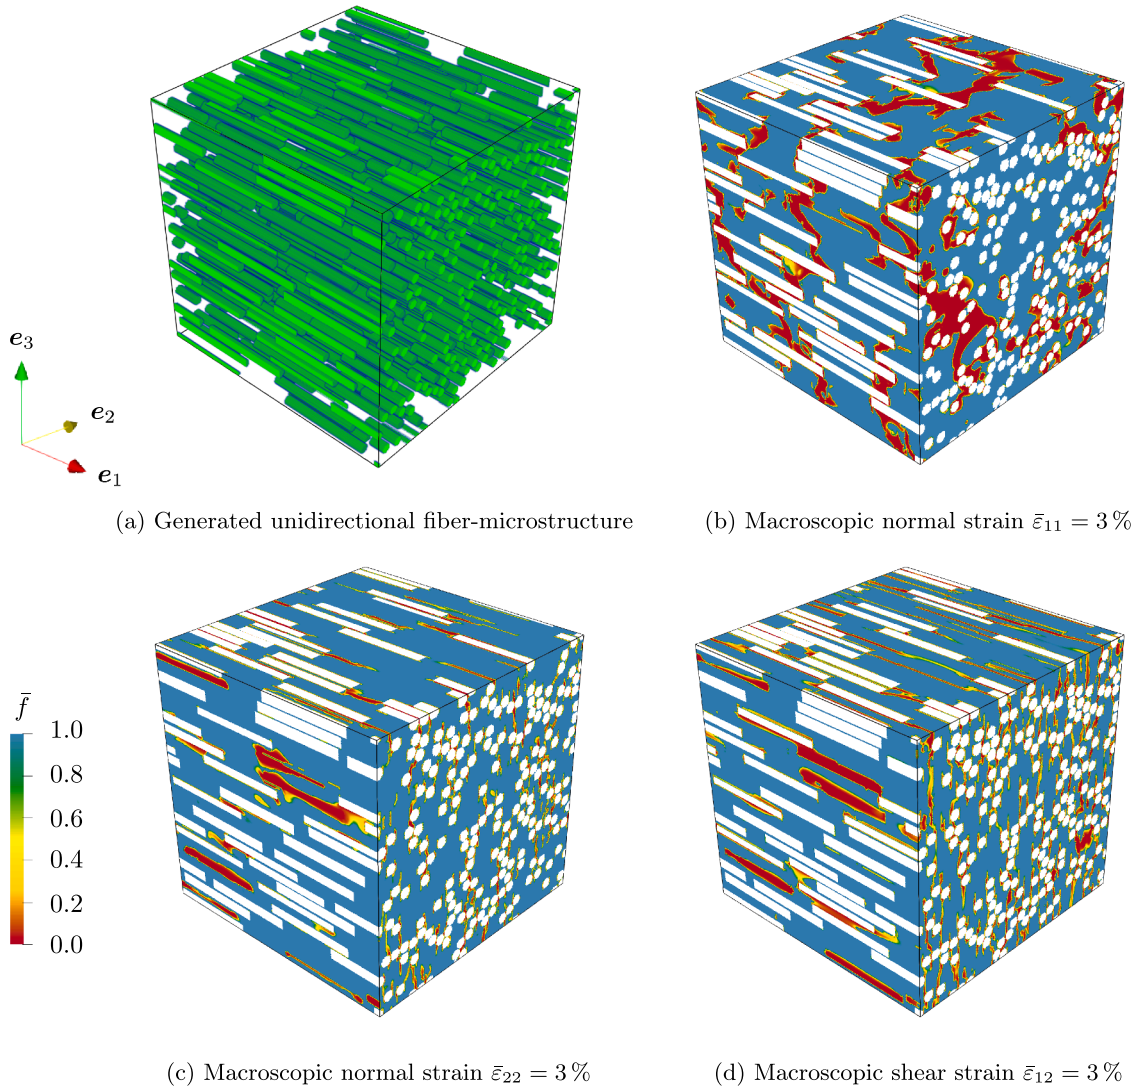 e3
e2
e1
(a) Generated unidirectional fiber-microstructure
(b) Macroscopic normal strain ε̄11 = 3 %
f̄
1.0
0.8
0.6
0.4
0.2
0.0
(c) Macroscopic normal strain ε̄22 = 3 %
(d) Macroscopic shear strain ε̄12 = 3 %